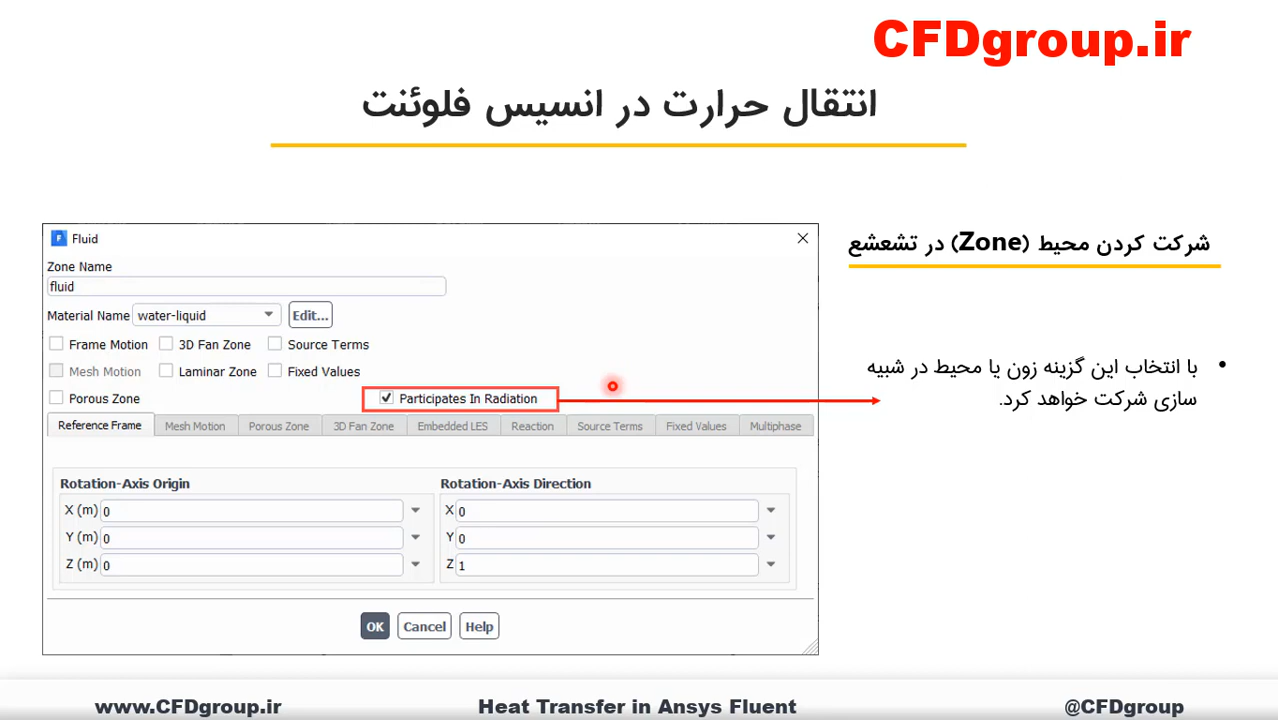 CFDgroup.ir
انتقال حرارت در انسیس فلوئنت
شرکت کردن محیط (Zone) در تشعشع
با انتخاب این گزینه زون یا محیط در شبیه
سازی شرکت خواهد کرد.
Fluid
Zone Name
fluid
Material Name water-liquid Edit...
Frame Motion 3D Fan Zone Source Terms
Mesh Motion Laminar Zone Fixed Values
Porous Zone Participates In Radiation
Reference Frame Mesh Motion Porous Zone 3D Fan Zone Embedded LES Reaction Source Terms Fixed Values Multiphase
Rotation-Axis Origin Rotation-Axis Direction
X (m) 0 X 0
Y (m) 0 Y 0
Z (m) 0 Z 1
OK Cancel Help
www.CFDgroup.ir Heat Transfer in Ansys Fluent @CFDgroup